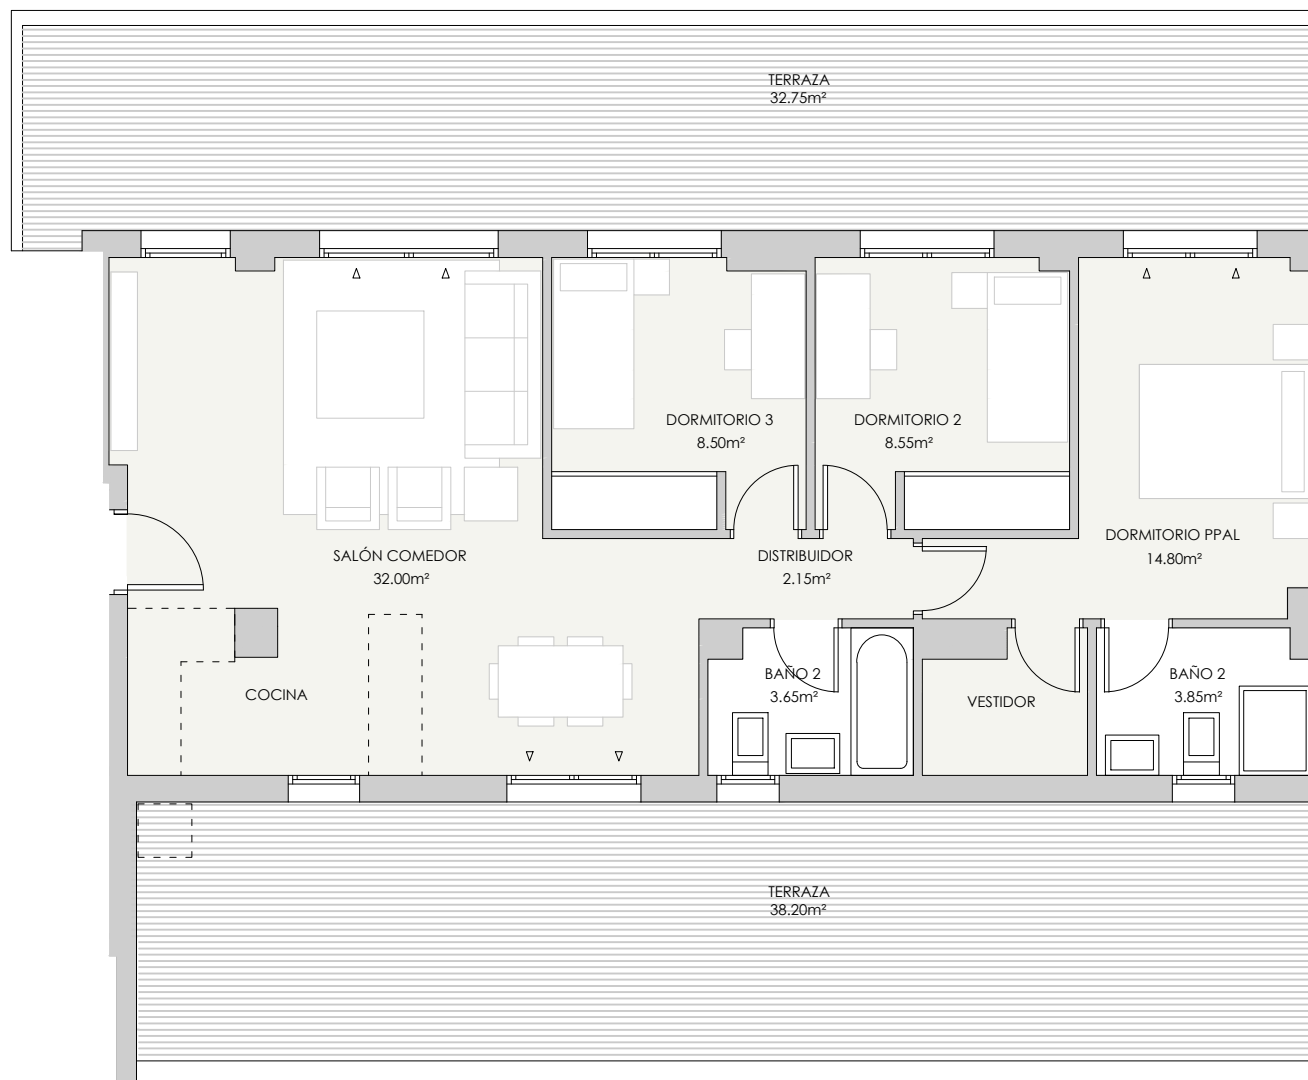 TERRAZA
32.75m²
DORMITORIO 3
8.50m²
DORMITORIO 2
8.55m²
SALÓN COMEDOR
32.00m²
DISTRIBUIDOR
2.15m²
DORMITORIO PPAL
14.80m²
COCINA
BAÑO 2
3.65m²
VESTIDOR
BAÑO 2
3.85m²
TERRAZA
38.20m²